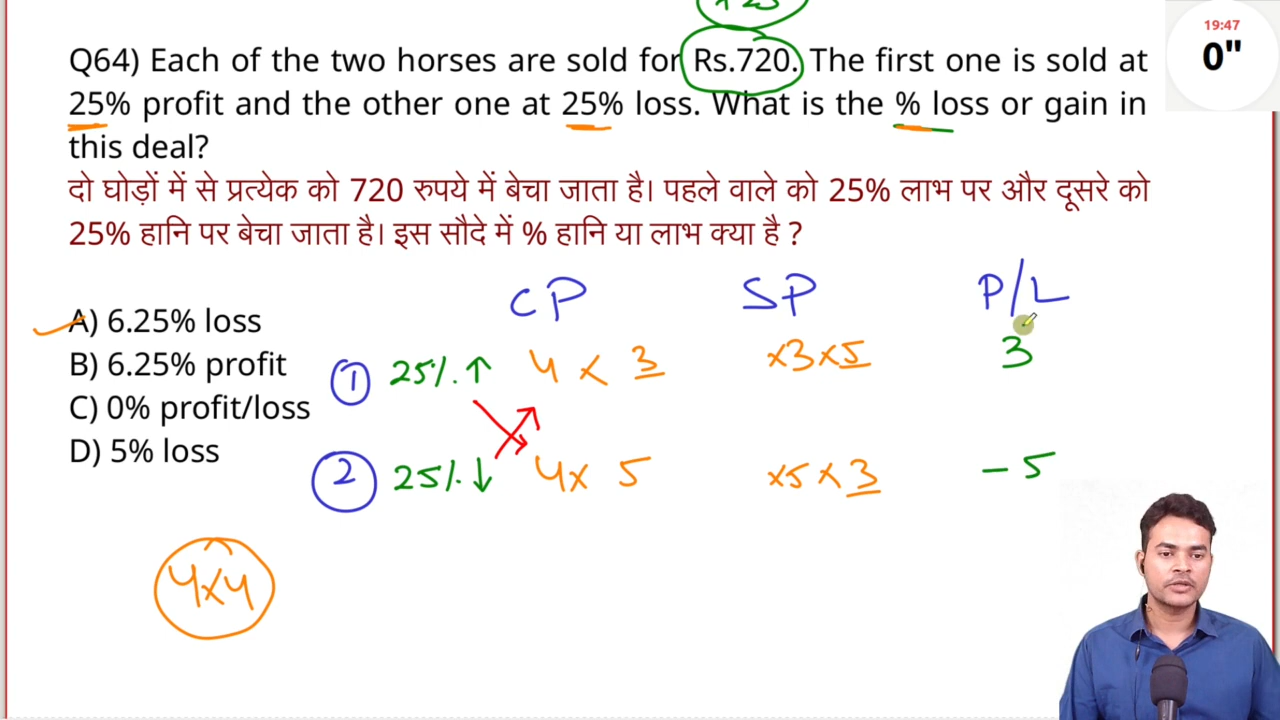 19:47
0"
Q64) Each of the two horses are sold for Rs.720. The first one is sold at
25% profit and the other one at 25% loss. What is the % loss or gain in
this deal?
दो घोड़ों में से प्रत्येक को 720 रुपये में बेचा जाता है। पहले वाले को 25% लाभ पर और दूसरे को
25% हानि पर बेचा जाता है। इस सौदे में % हानि या लाभ क्या है ?
CP SP P/L
A) 6.25% loss
B) 6.25% profit
C) 0% profit/loss
D) 5% loss
1 25%.↑ 4 × 3 ×3×5 3
2 25%.↓ 4× 5 ×5×3 -5
4×4